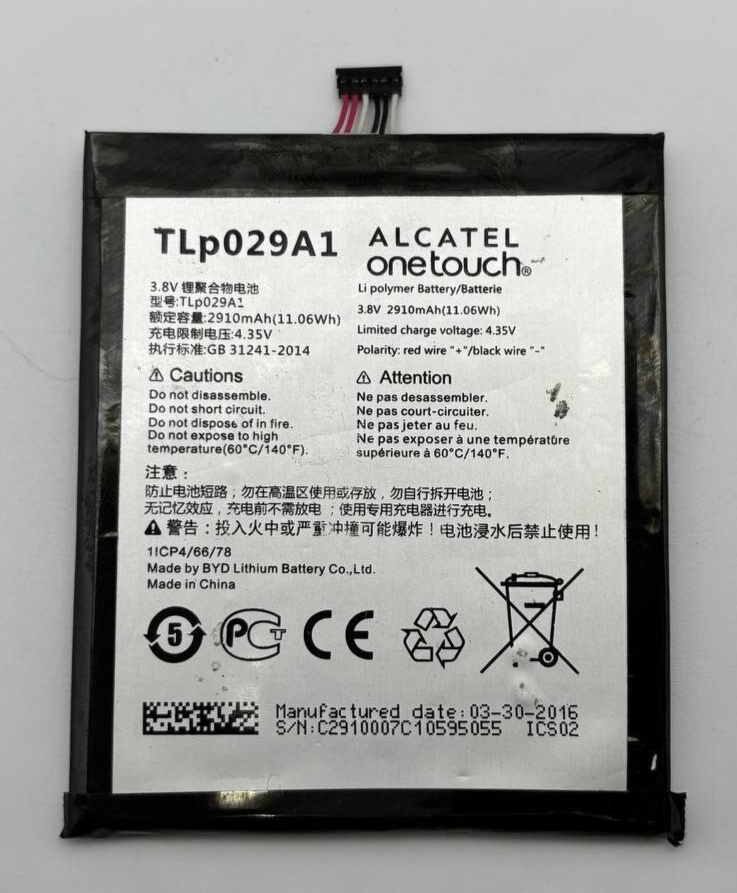 TLp029A1
ALCATEL
onetouch®
3.8V 锂聚合物电池
型号:TLp029A1
额定容量:2910mAh(11.06Wh)
充电限制电压:4.35V
执行标准:GB 31241-2014
Li polymer Battery/Batterie
3.8V 2910mAh(11.06Wh)
Limited charge voltage: 4.35V
Polarity: red wire "+"/black wire "-"
⚠ Cautions
Do not disassemble.
Do not short circuit.
Do not dispose of in fire.
Do not expose to high
temperature(60°C/140°F).
⚠ Attention
Ne pas desassembler.
Ne pas court-circuiter.
Ne pas jeter au feu.
Ne pas exposer à une température
supérieure à 60°C/140°F.
注意：
防止电池短路；勿在高温区使用或存放，勿自行拆开电池；
无记忆效应，充电前不需放电；使用专用充电器进行充电。
⚠ 警告：投入火中或严重冲撞可能爆炸！电池浸水后禁止使用！
1ICP4/66/78
Made by BYD Lithium Battery Co.,Ltd.
Made in China
5
PCT
CE
Manufactured date:03-30-2016
S/N:C2910007C10595055 ICS02